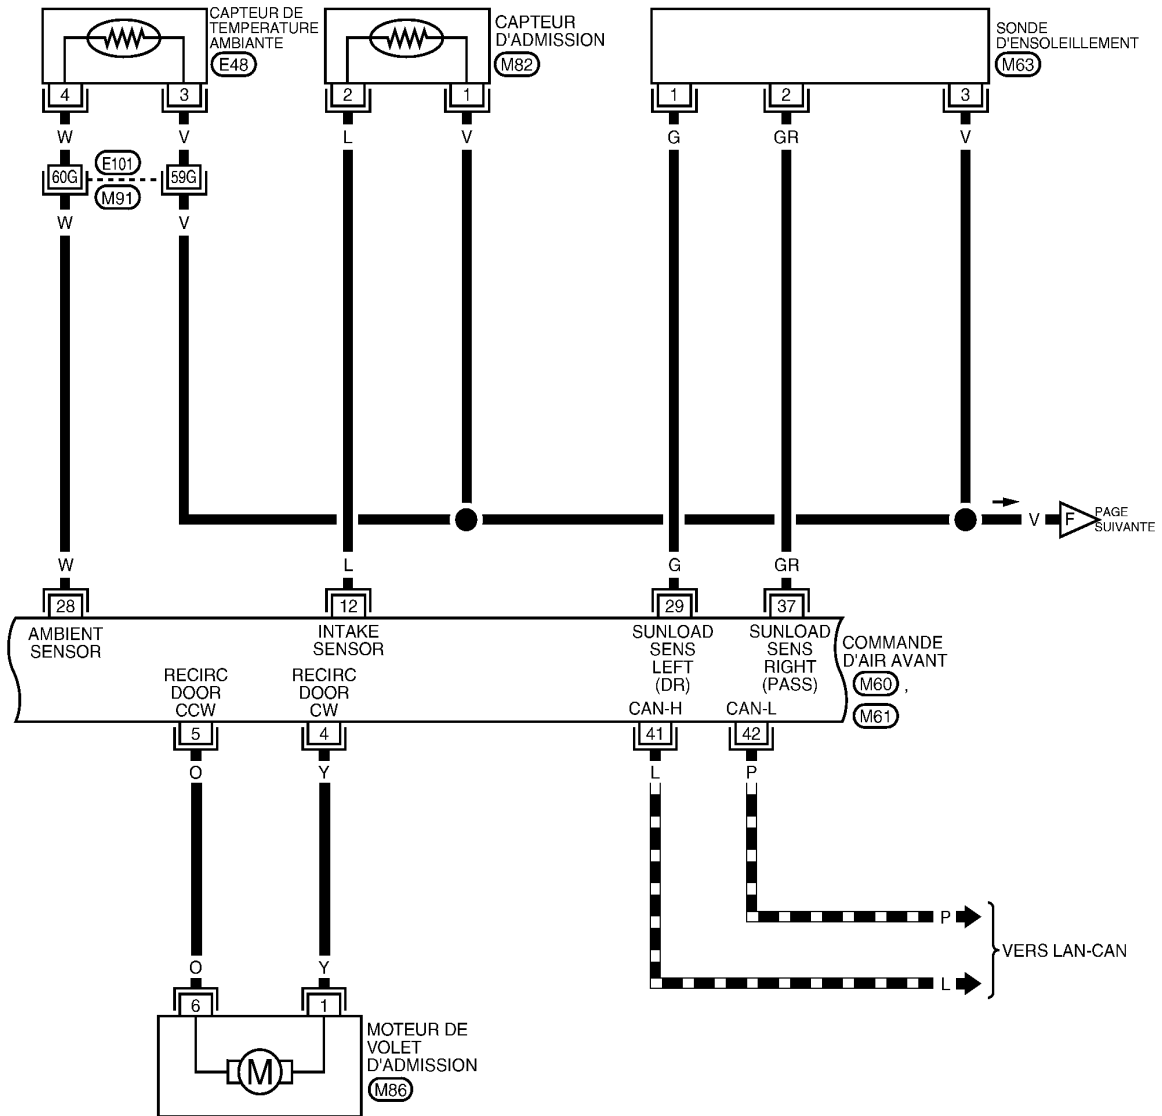 CAPTEUR DE
TEMPERATURE
AMBIANTE
E48
CAPTEUR
D'ADMISSION
M82
SONDE
D'ENSOLEILLEMENT
M63
4 3 2 1 1 2 3
W V L V G GR V
60G E101 59G
M91
W V
V F PAGE
SUIVANTE
W L G GR
28 12 29 37
AMBIENT
SENSOR
INTAKE
SENSOR
SUNLOAD
SENS
LEFT
(DR)
SUNLOAD
SENS
RIGHT
(PASS)
COMMANDE
D'AIR AVANT
M60 ,
M61
RECIRC
DOOR
CCW
RECIRC
DOOR
CW
CAN-H CAN-L
5 4 41 42
O Y L P
P
VERS LAN-CAN
L
O Y
6 1
M
MOTEUR DE
VOLET
D'ADMISSION
M86